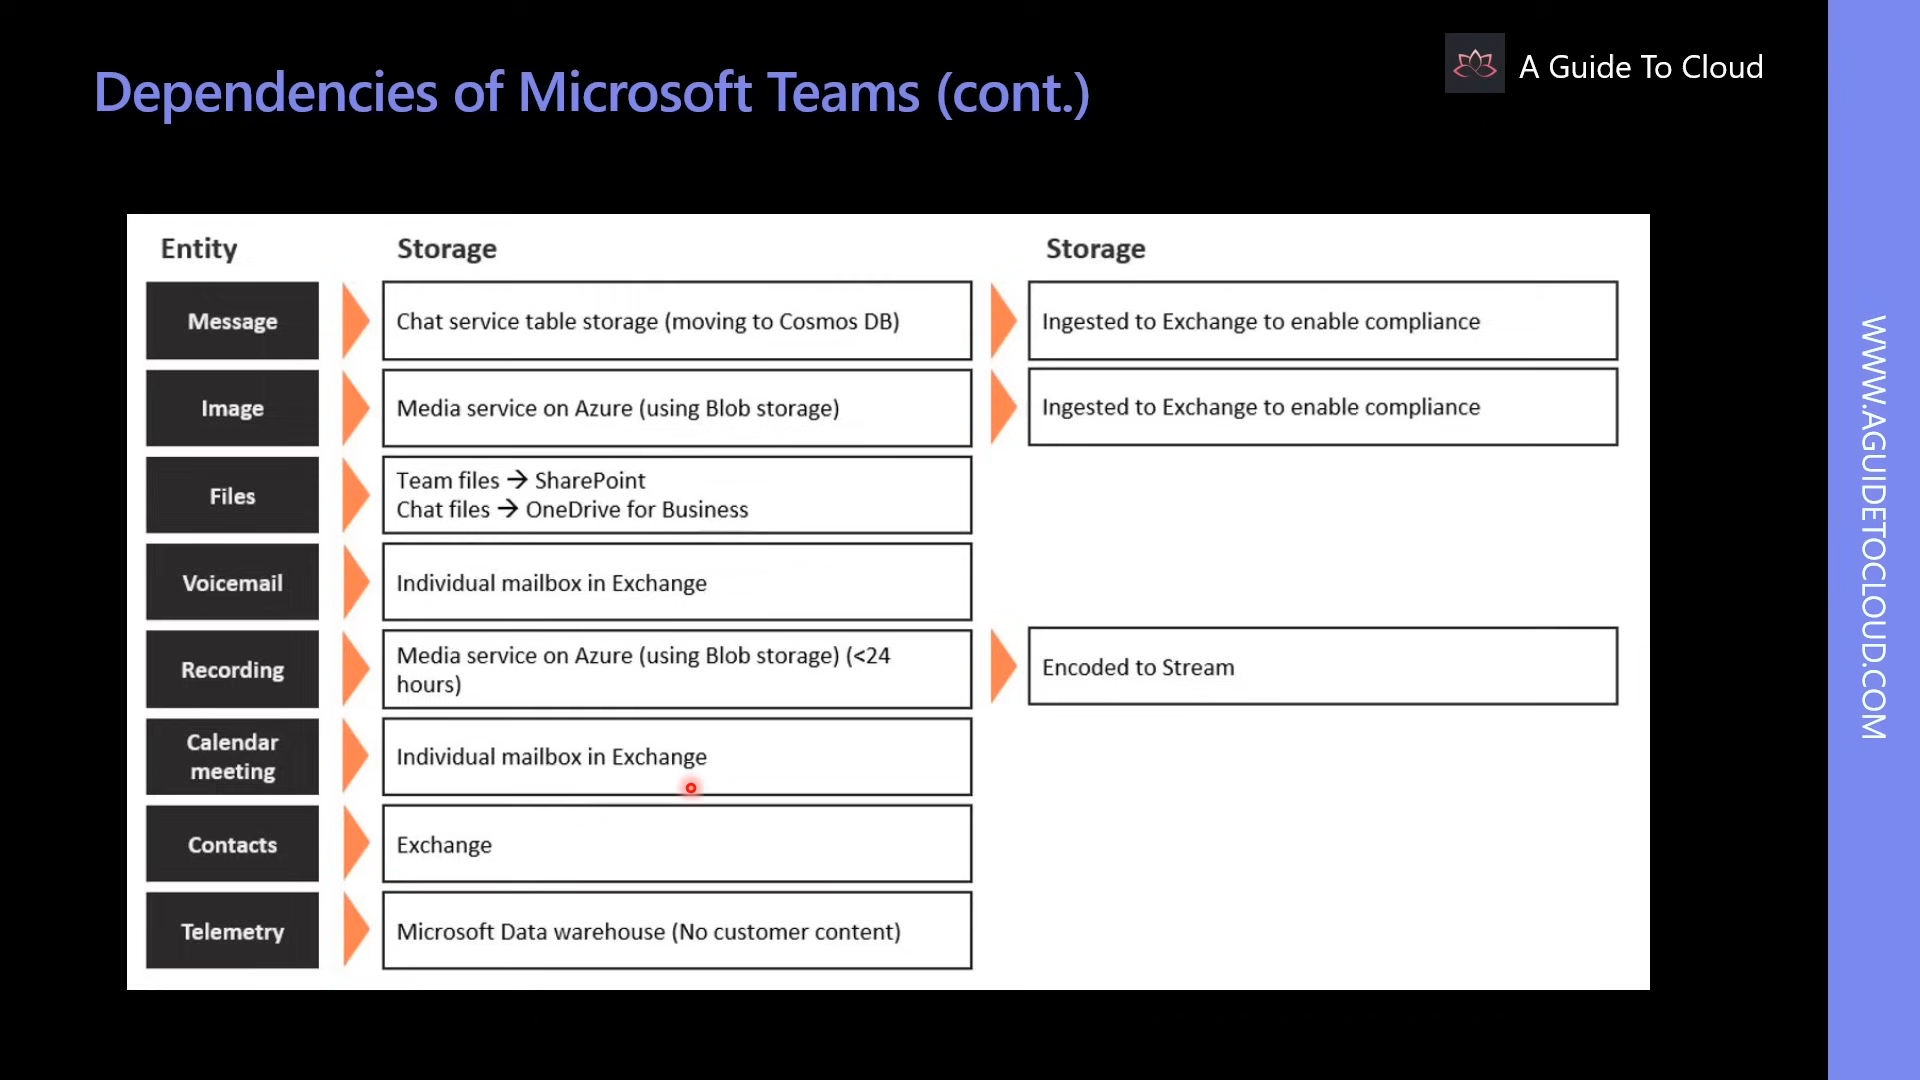 Dependencies of Microsoft Teams (cont.)
A Guide To Cloud
Entity
Storage
Storage
Message
Chat service table storage (moving to Cosmos DB)
Ingested to Exchange to enable compliance
Image
Media service on Azure (using Blob storage)
Ingested to Exchange to enable compliance
Files
Team files → SharePoint
Chat files → OneDrive for Business
Voicemail
Individual mailbox in Exchange
Recording
Media service on Azure (using Blob storage) (<24
hours)
Encoded to Stream
Calendar
meeting
Individual mailbox in Exchange
Contacts
Exchange
Telemetry
Microsoft Data warehouse (No customer content)
WWW.AGUIDETOCLOUD.COM